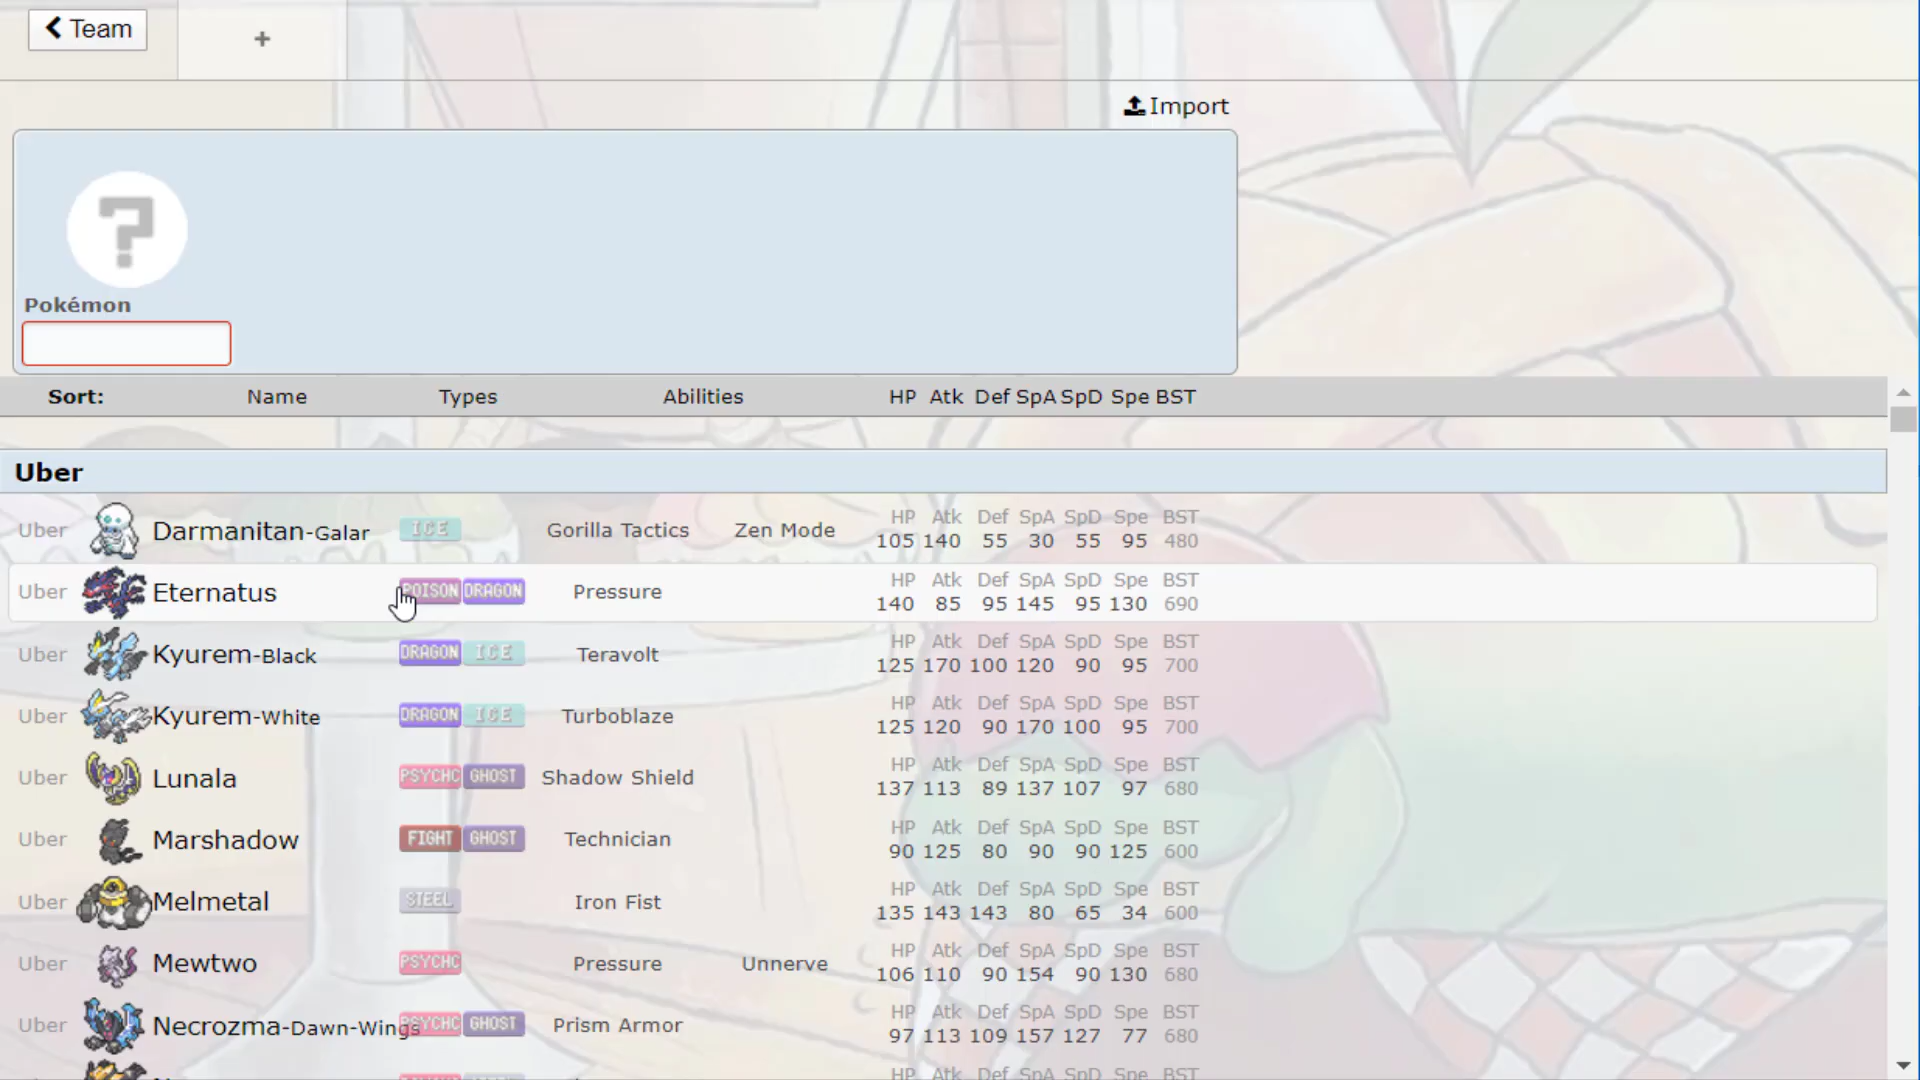 Team
+
Import
Pokémon
Sort: Name Types Abilities HP Atk Def SpA SpD Spe BST
Uber
Uber Darmanitan-Galar ICE Gorilla Tactics Zen Mode HP Atk Def SpA SpD Spe BST
105 140 55 30 55 95 480
Uber Eternatus POISON DRAGON Pressure HP Atk Def SpA SpD Spe BST
140 85 95 145 95 130 690
Uber Kyurem-Black DRAGON ICE Teravolt HP Atk Def SpA SpD Spe BST
125 170 100 120 90 95 700
Uber Kyurem-White DRAGON ICE Turboblaze HP Atk Def SpA SpD Spe BST
125 120 90 170 100 95 700
Uber Lunala PSYCHC GHOST Shadow Shield HP Atk Def SpA SpD Spe BST
137 113 89 137 107 97 680
Uber Marshadow FIGHT GHOST Technician HP Atk Def SpA SpD Spe BST
90 125 80 90 90 125 600
Uber Melmetal STEEL Iron Fist HP Atk Def SpA SpD Spe BST
135 143 143 80 65 34 600
Uber Mewtwo PSYCHC Pressure Unnerve HP Atk Def SpA SpD Spe BST
106 110 90 154 90 130 680
Uber Necrozma-Dawn-Wings PSYCHC GHOST Prism Armor HP Atk Def SpA SpD Spe BST
97 113 109 157 127 77 680
HP Atk Def SpA SpD Spe BST